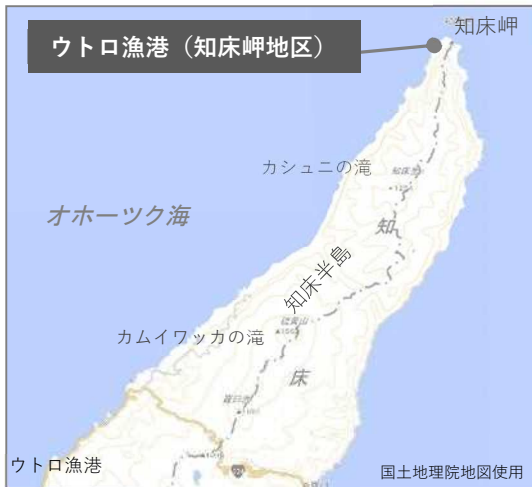 知床岬
ウトロ漁港（知床岬地区）
カシュニの滝
オホーツク海
知
知床半島
カムイワッカの滝
床
ウトロ漁港
国土地理院地図使用